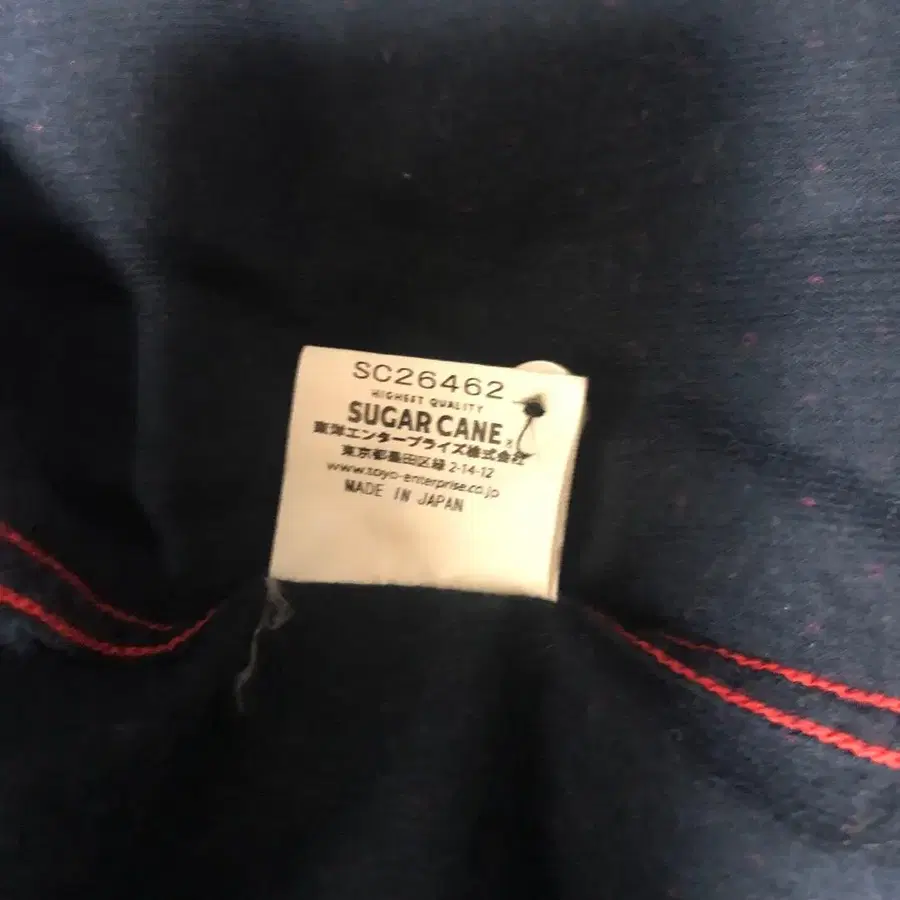 SC26462
HIGHEST QUALITY
SUGAR CANE®
東洋エンタープライズ株式会社
東京都墨田区緑 2-14-12
www.toyo-enterprise.co.jp
MADE IN JAPAN